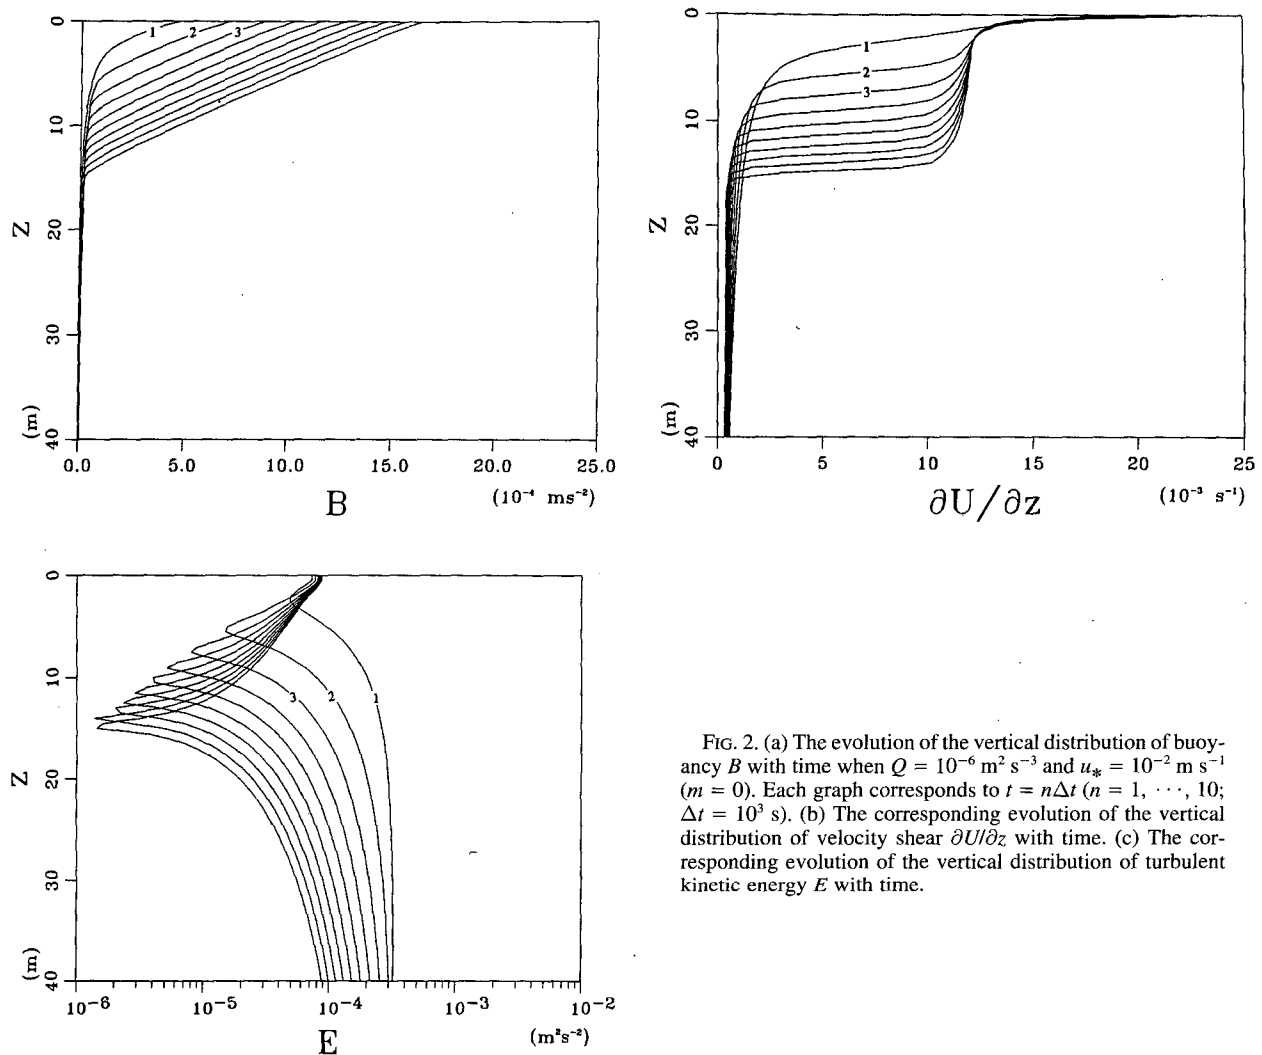 0
10
20
30
40
Z
(m)
1
2
3
0.0 5.0 10.0 15.0 20.0 25.0
B (10⁻⁴ ms⁻²)
0
10
20
30
40
Z
(m)
1
2
3
0 5 10 15 20 25
∂U/∂z (10⁻³ s⁻¹)
0
10
20
30
40
Z
(m)
3 2 1
10⁻⁶ 10⁻⁵ 10⁻⁴ 10⁻³ 10⁻²
E (m²s⁻²)
FIG. 2. (a) The evolution of the vertical distribution of buoy-
ancy B with time when Q = 10⁻⁶ m² s⁻³ and u* = 10⁻² m s⁻¹
(m = 0). Each graph corresponds to t = nΔt (n = 1, ···, 10;
Δt = 10³ s). (b) The corresponding evolution of the vertical
distribution of velocity shear ∂U/∂z with time. (c) The cor-
responding evolution of the vertical distribution of turbulent
kinetic energy E with time.